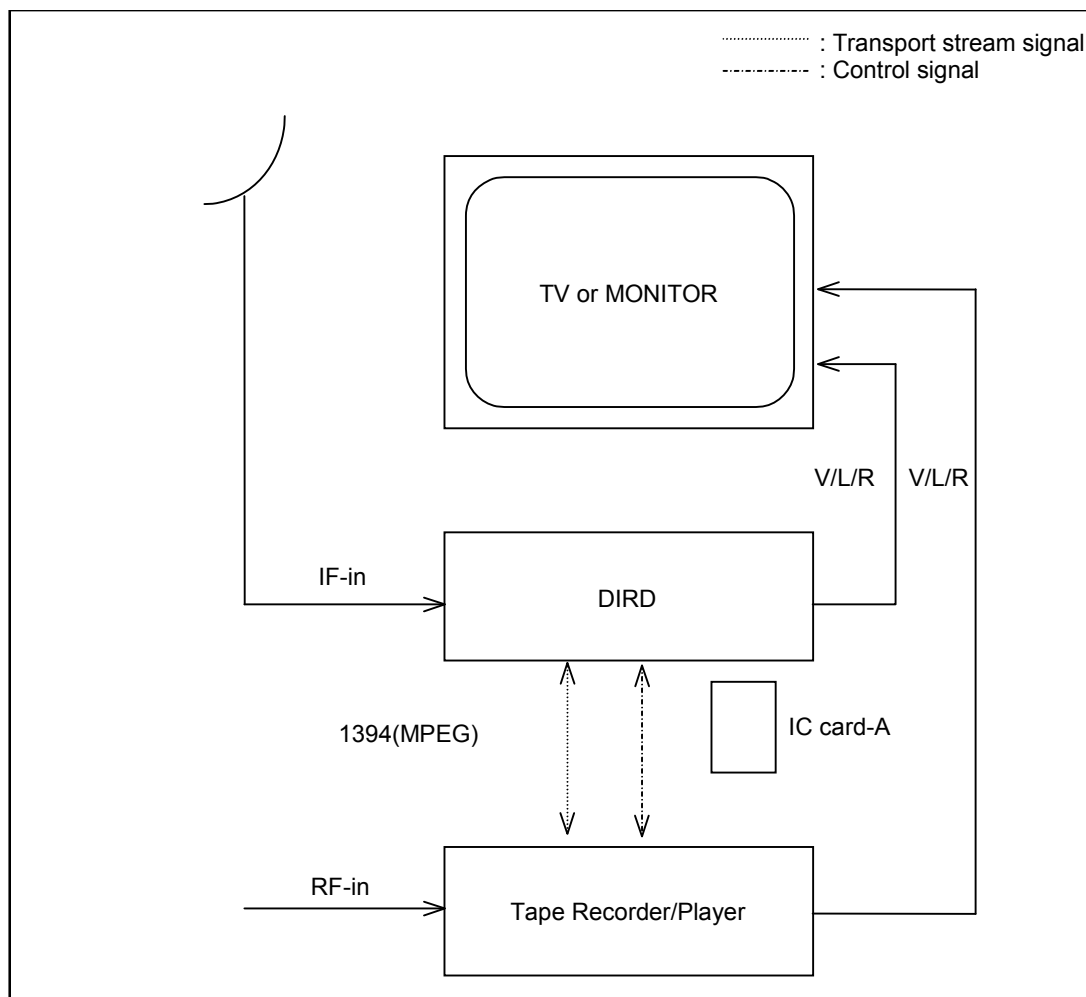 : Transport stream signal
: Control signal
TV or MONITOR
V/L/R
V/L/R
IF-in
DIRD
1394(MPEG)
IC card-A
RF-in
Tape Recorder/Player